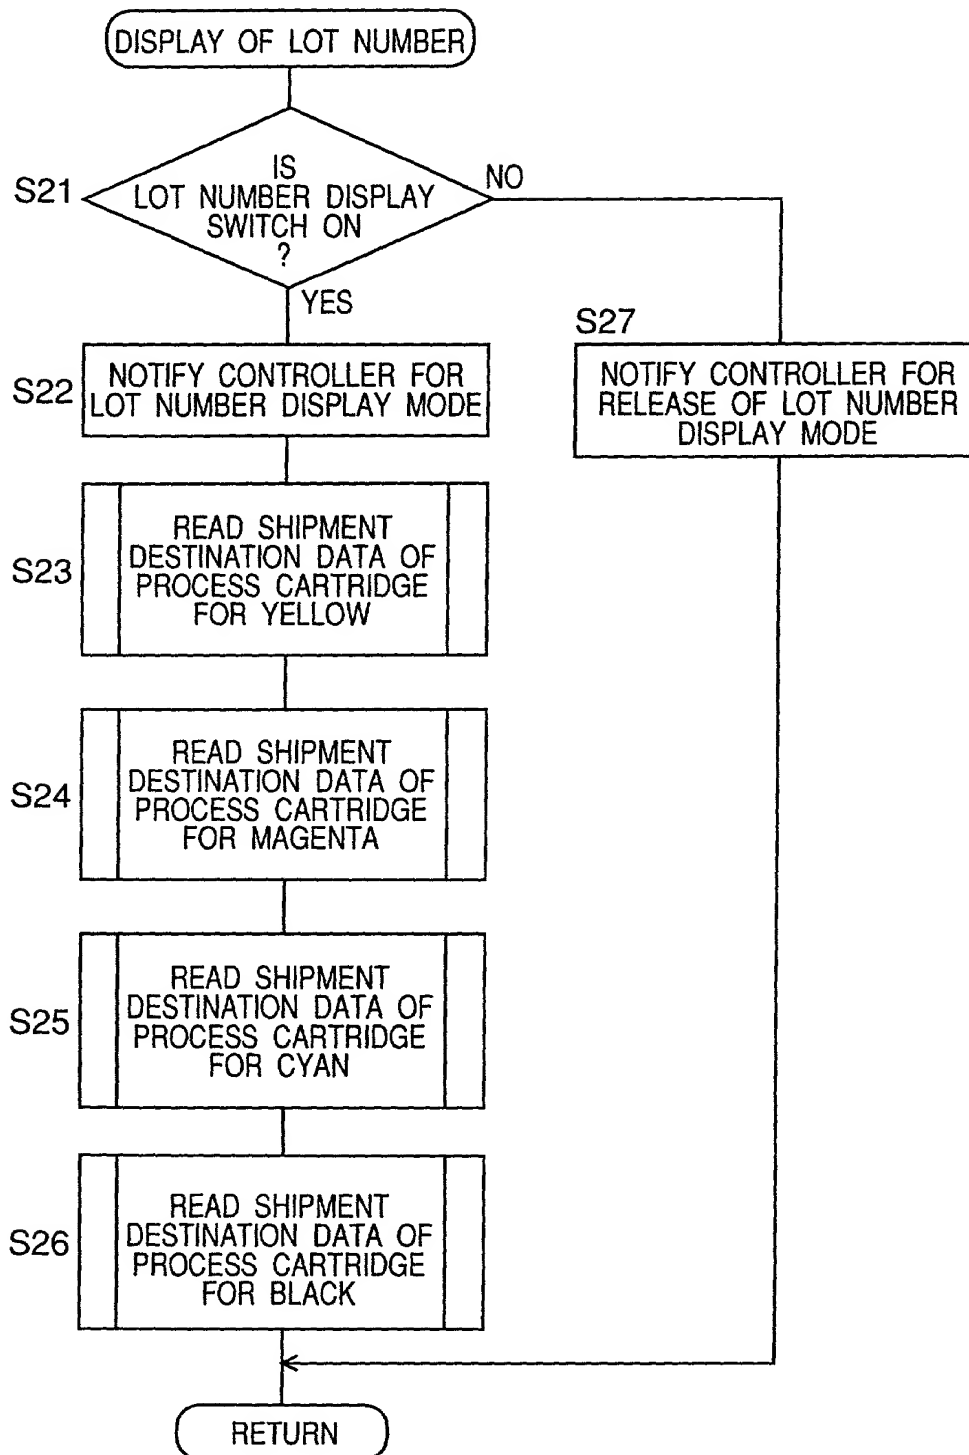 DISPLAY OF LOT NUMBER
S21
IS
LOT NUMBER DISPLAY
SWITCH ON
?
NO
YES
S22
NOTIFY CONTROLLER FOR
LOT NUMBER DISPLAY MODE
S27
NOTIFY CONTROLLER FOR
RELEASE OF LOT NUMBER
DISPLAY MODE
S23
READ SHIPMENT
DESTINATION DATA OF
PROCESS CARTRIDGE
FOR YELLOW
S24
READ SHIPMENT
DESTINATION DATA OF
PROCESS CARTRIDGE
FOR MAGENTA
S25
READ SHIPMENT
DESTINATION DATA OF
PROCESS CARTRIDGE
FOR CYAN
S26
READ SHIPMENT
DESTINATION DATA OF
PROCESS CARTRIDGE
FOR BLACK
RETURN